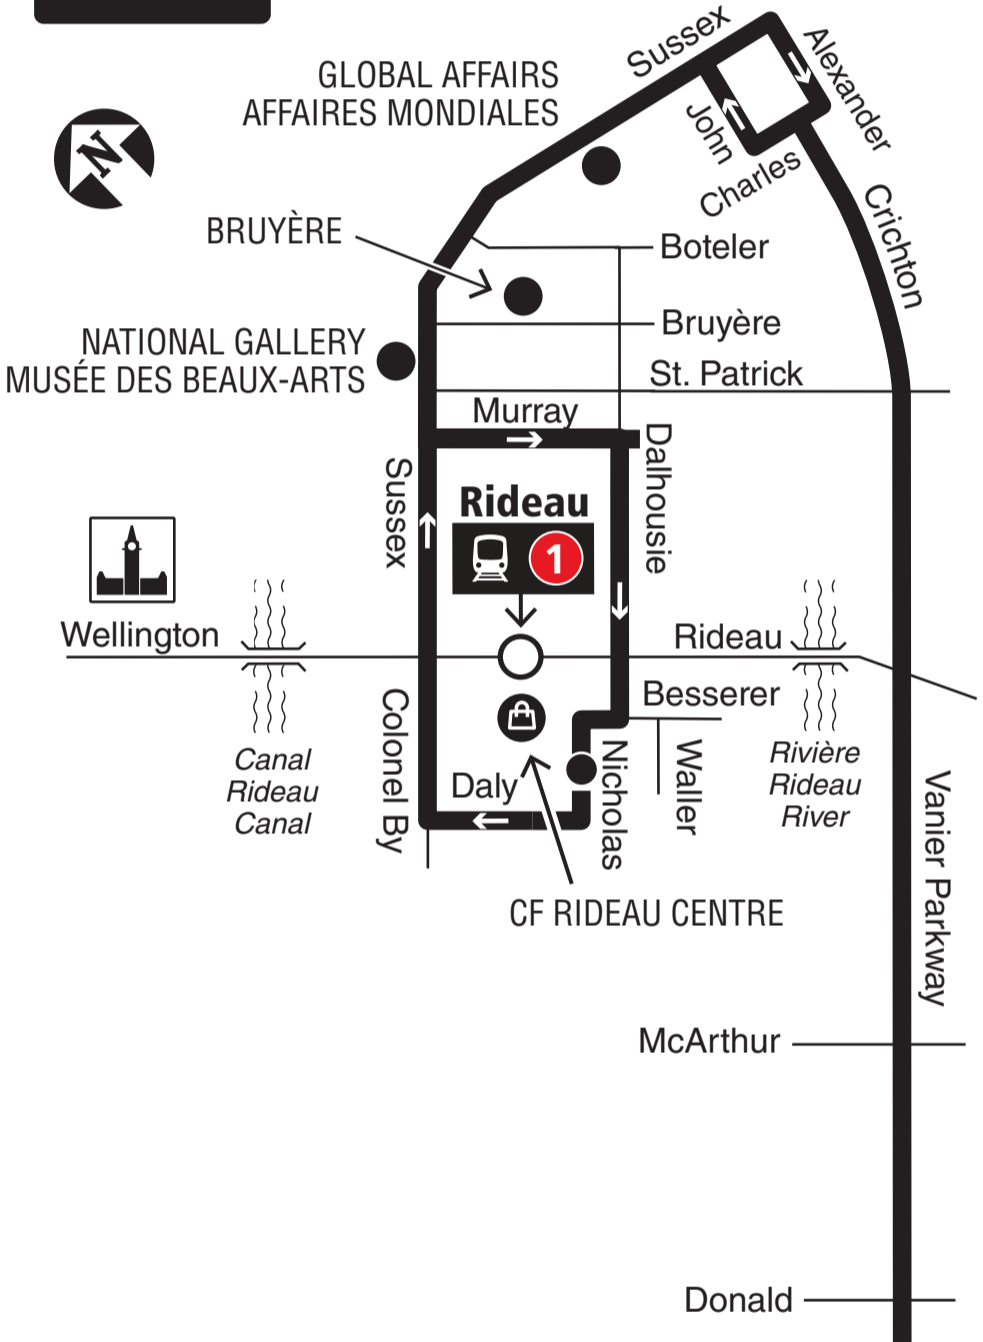 Sussex
Alexander
GLOBAL AFFAIRS
AFFAIRES MONDIALES
N
John
Charles
Crichton
BRUYÈRE
Boteler
Bruyère
NATIONAL GALLERY
MUSÉE DES BEAUX-ARTS
St. Patrick
Murray
Dalhousie
Sussex
Rideau
1
Wellington
Rideau
Besserer
Colonel By
Nicholas
Waller
Canal
Rideau
Canal
Daly
Rivière
Rideau
River
Vanier Parkway
CF RIDEAU CENTRE
McArthur
Donald